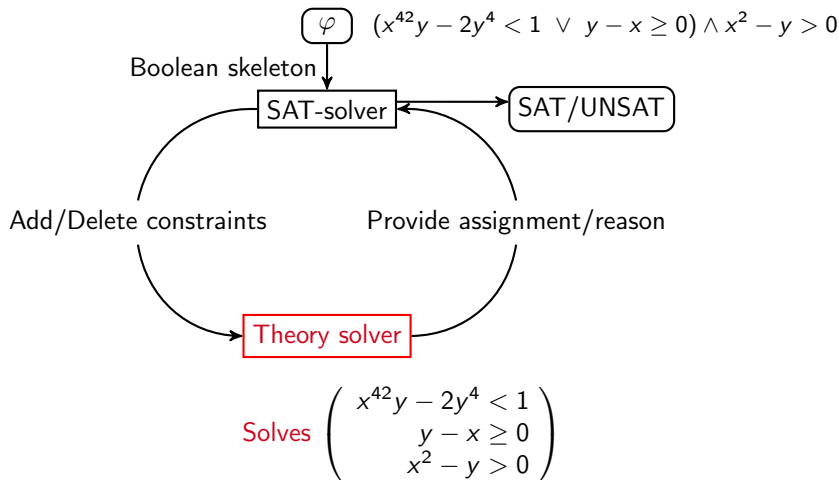 φ (x⁴²y − 2y⁴ < 1 ∨ y − x ≥ 0) ∧ x² − y > 0
Boolean skeleton
SAT-solver
SAT/UNSAT
Add/Delete constraints
Provide assignment/reason
Theory solver
x⁴²y − 2y⁴ < 1
Solves y − x ≥ 0
x² − y > 0